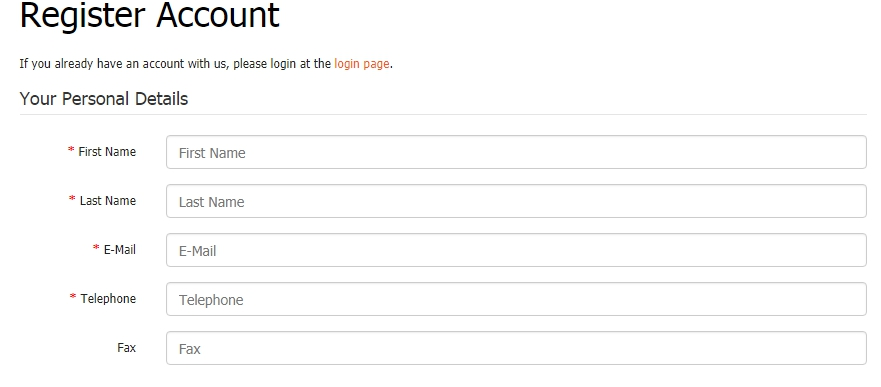 Register Account
If you already have an account with us, please login at the login page.
Your Personal Details
* First Name First Name
* Last Name Last Name
* E-Mail E-Mail
* Telephone Telephone
Fax Fax